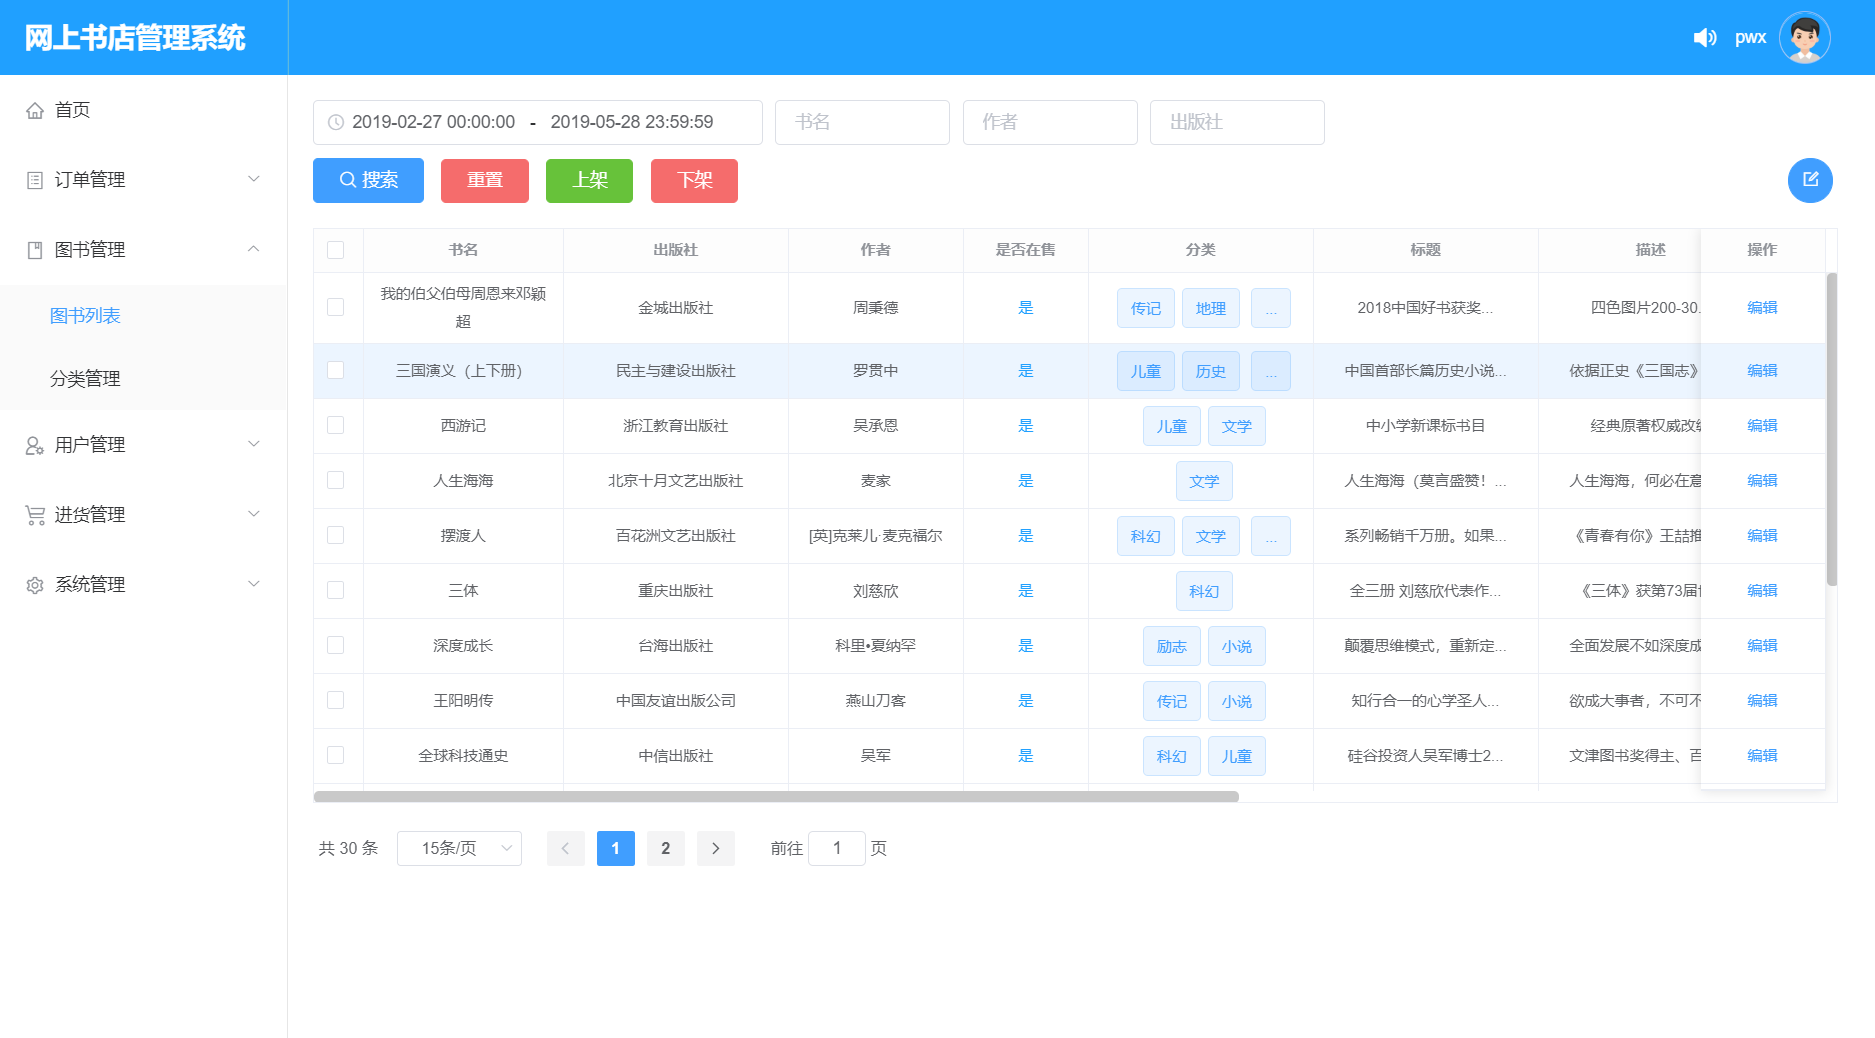 网上书店管理系统
pwx
首页
订单管理
图书管理
图书列表
分类管理
用户管理
进货管理
系统管理
2019-02-27 00:00:00 - 2019-05-28 23:59:59 书名 作者 出版社
搜索 重置 上架 下架
书名 出版社 作者 是否在售 分类 标题 描述 操作
我的伯父伯母周恩来邓颖
超 金城出版社 周秉德 是 传记 地理 ... 2018中国好书获奖... 四色图片200-30. 编辑
三国演义（上下册） 民主与建设出版社 罗贯中 是 儿童 历史 ... 中国首部长篇历史小说... 依据正史《三国志》 编辑
西游记 浙江教育出版社 吴承恩 是 儿童 文学 中小学新课标书目 经典原著权威改 编辑
人生海海 北京十月文艺出版社 麦家 是 文学 人生海海（莫言盛赞！... 人生海海，何必在意 编辑
摆渡人 百花洲文艺出版社 [英]克莱儿·麦克福尔 是 科幻 文学 ... 系列畅销千万册。如果... 《青春有你》王喆推 编辑
三体 重庆出版社 刘慈欣 是 科幻 全三册 刘慈欣代表作... 《三体》获第73届 编辑
深度成长 台海出版社 科里•夏纳罕 是 励志 小说 颠覆思维模式，重新定... 全面发展不如深度成 编辑
王阳明传 中国友谊出版公司 燕山刀客 是 传记 小说 知行合一的心学圣人... 欲成大事者，不可不 编辑
全球科技通史 中信出版社 吴军 是 科幻 儿童 硅谷投资人吴军博士2... 文津图书奖得主、百 编辑
共 30 条 15条/页 1 2 前往 1 页